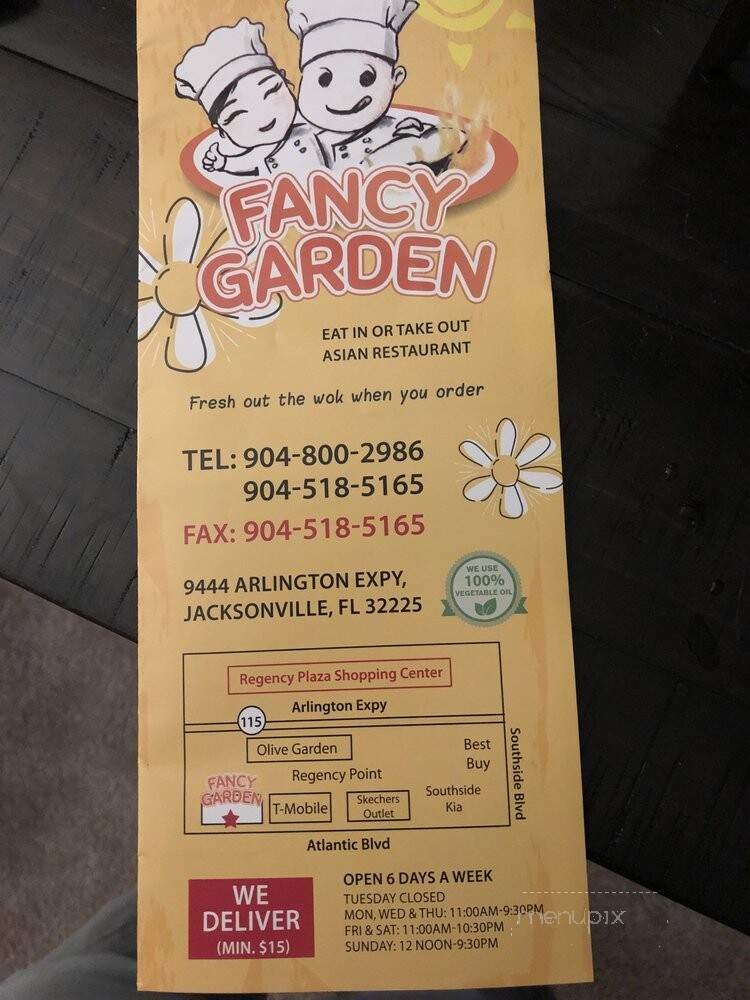 FANCY
GARDEN
EAT IN OR TAKE OUT
ASIAN RESTAURANT
Fresh out the wok when you order
TEL: 904-800-2986
904-518-5165
FAX: 904-518-5165
9444 ARLINGTON EXPY,
JACKSONVILLE, FL 32225
WE USE
100%
VEGETABLE OIL
Regency Plaza Shopping Center
Arlington Expy
115
Olive Garden
Best
Buy
Regency Point
Southside Blvd
FANCY
GARDEN
T-Mobile
Skechers
Outlet
Southside
Kia
Atlantic Blvd
WE
DELIVER
(MIN. $15)
OPEN 6 DAYS A WEEK
TUESDAY CLOSED
MON, WED & THU: 11:00AM-9:30PM
FRI & SAT: 11:00AM-10:30PM
SUNDAY: 12 NOON-9:30PM
menupix